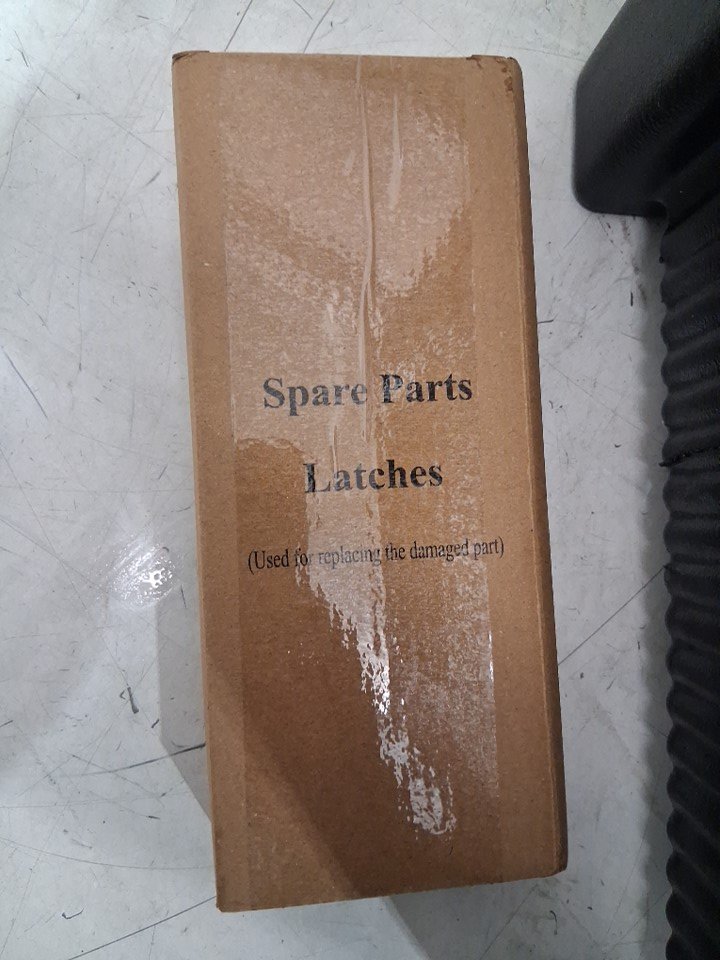 Spare Parts
Latches
(Used for replacing the damaged part)